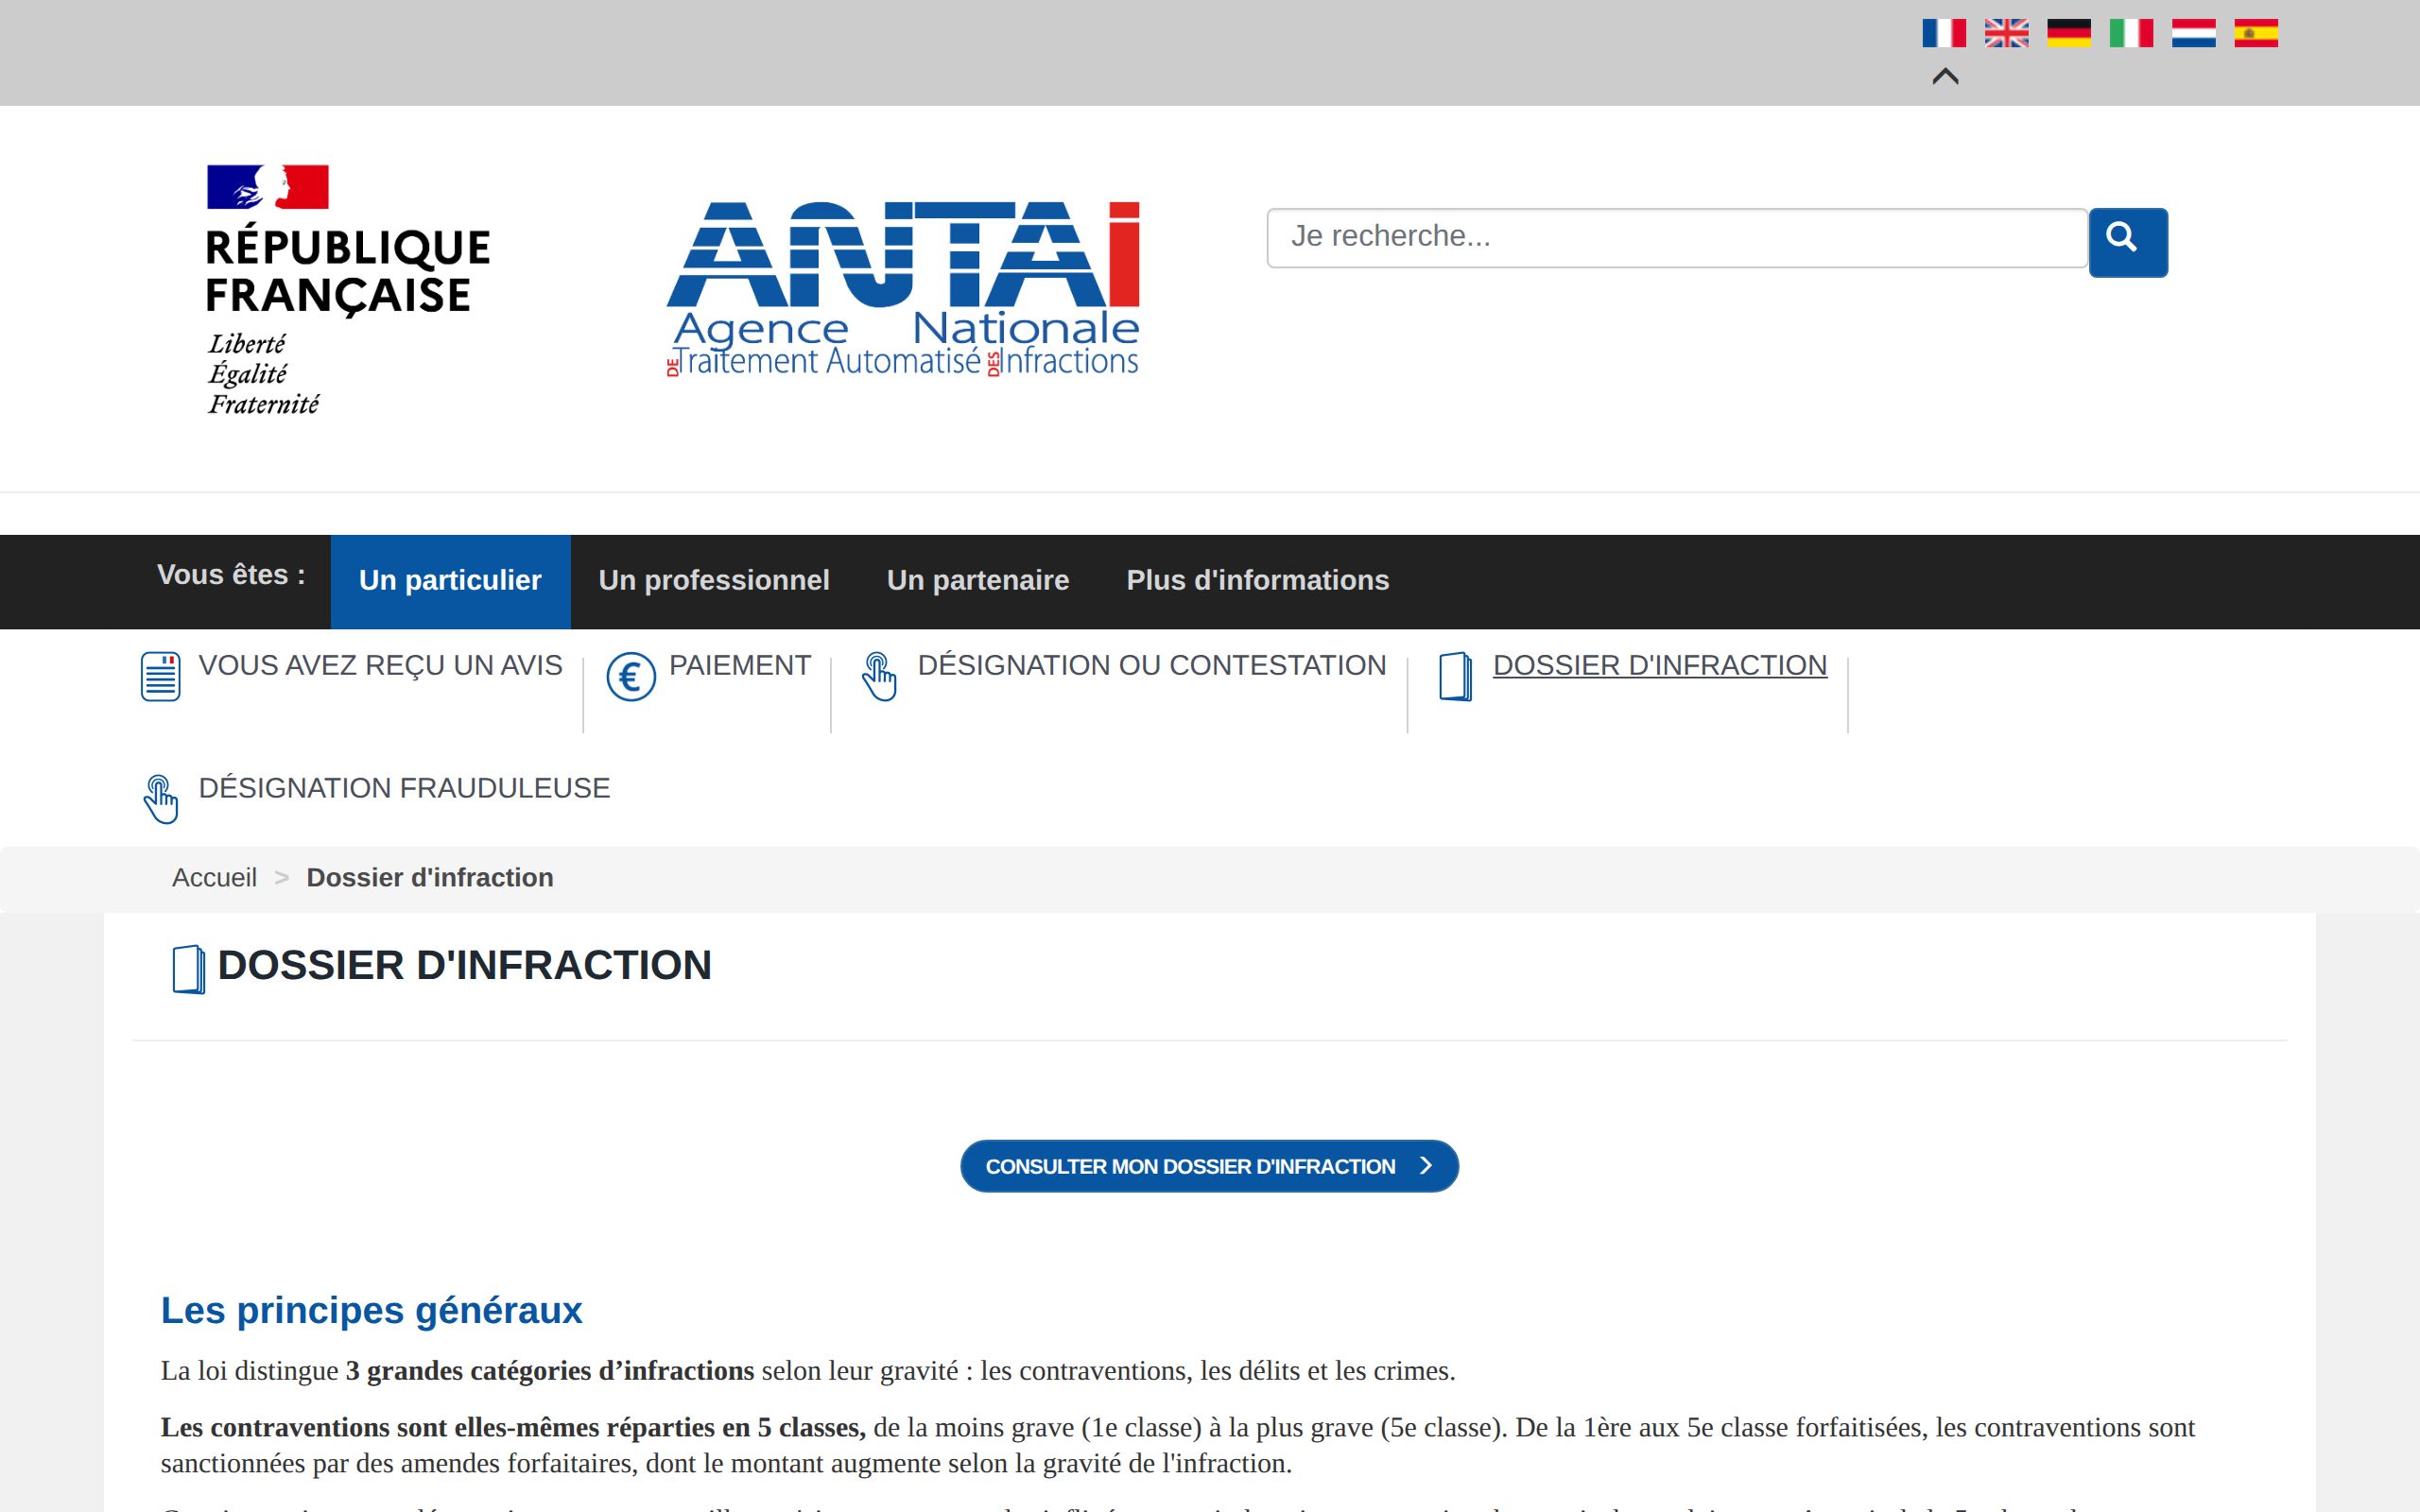 RÉPUBLIQUE
FRANÇAISE
Liberté
Égalité
Fraternité
ANTAi
Agence Nationale
DE Traitement Automatisé DES Infractions
Je recherche...
Vous êtes : Un particulier Un professionnel Un partenaire Plus d'informations
VOUS AVEZ REÇU UN AVIS PAIEMENT DÉSIGNATION OU CONTESTATION DOSSIER D'INFRACTION
DÉSIGNATION FRAUDULEUSE
Accueil > Dossier d'infraction
DOSSIER D'INFRACTION
CONSULTER MON DOSSIER D'INFRACTION
Les principes généraux
La loi distingue 3 grandes catégories d’infractions selon leur gravité : les contraventions, les délits et les crimes.
Les contraventions sont elles-mêmes réparties en 5 classes, de la moins grave (1e classe) à la plus grave (5e classe). De la 1ère aux 5e classe forfaitisées, les contraventions sont
sanctionnées par des amendes forfaitaires, dont le montant augmente selon la gravité de l'infraction.